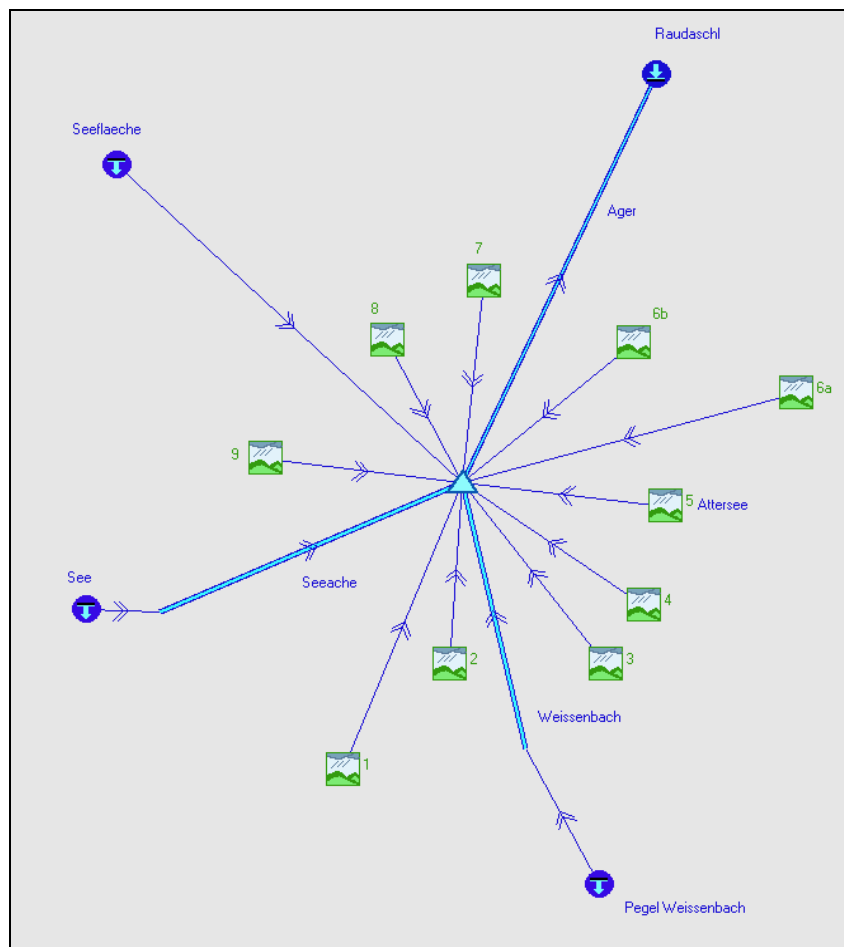 Raudaschl
Seeflaeche
Ager
7
8
6b
6a
9
5
Attersee
See
Seeache
4
2
3
Weissenbach
1
Pegel Weissenbach